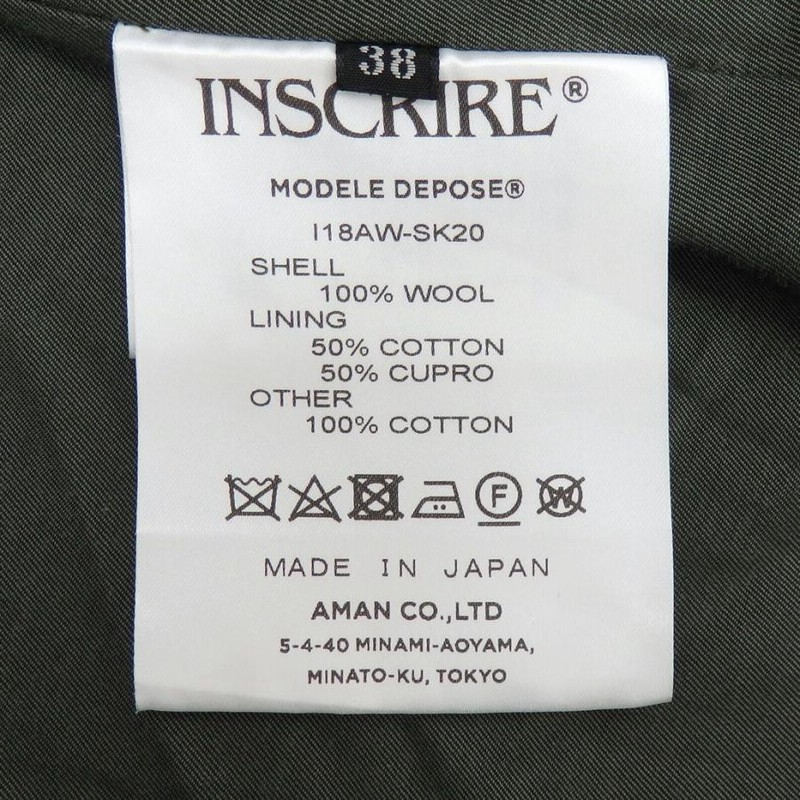 38
INSCRIRE®
MODELE DEPOSE®
I18AW-SK20
SHELL
100% WOOL
LINING
50% COTTON
50% CUPRO
OTHER
100% COTTON
F W
MADE IN JAPAN
AMAN CO.,LTD
5-4-40 MINAMI-AOYAMA,
MINATO-KU, TOKYO